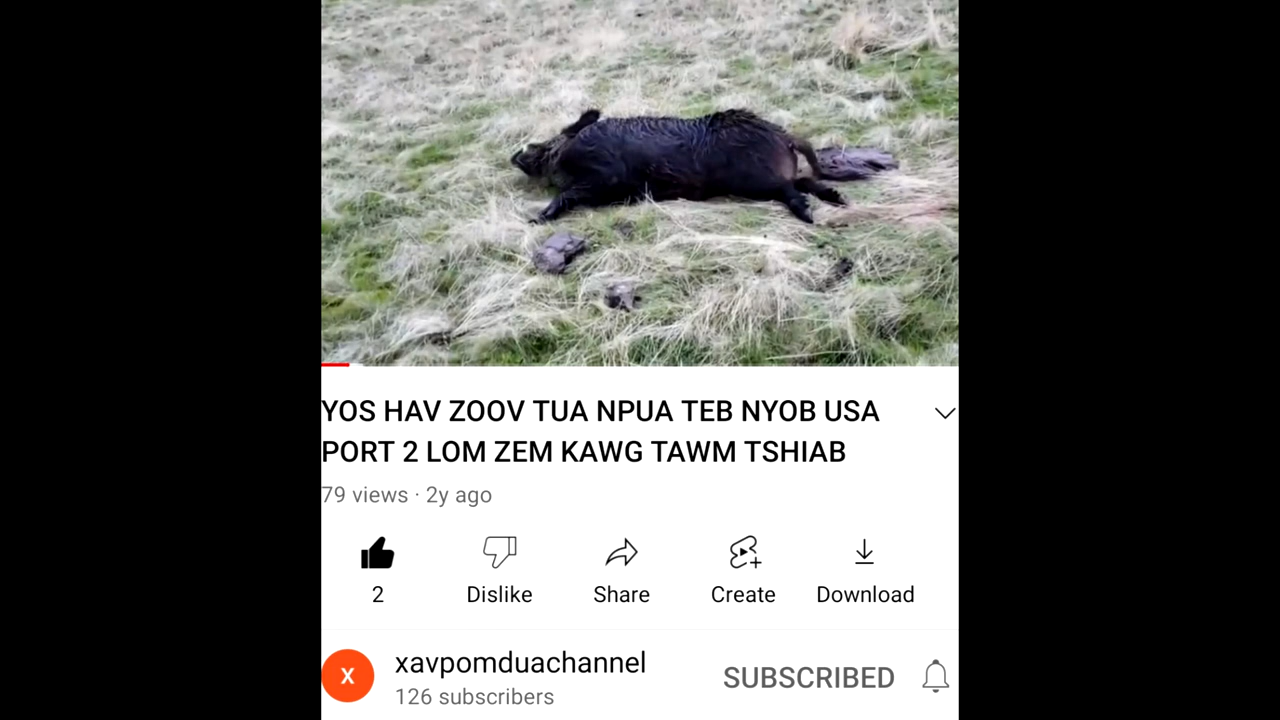 YOS HAV ZOOV TUA NPUA TEB NYOB USA
PORT 2 LOM ZEM KAWG TAWM TSHIAB
79 views · 2y ago
2
Dislike
Share
Create
Download
X
xavpomduachannel
126 subscribers
SUBSCRIBED